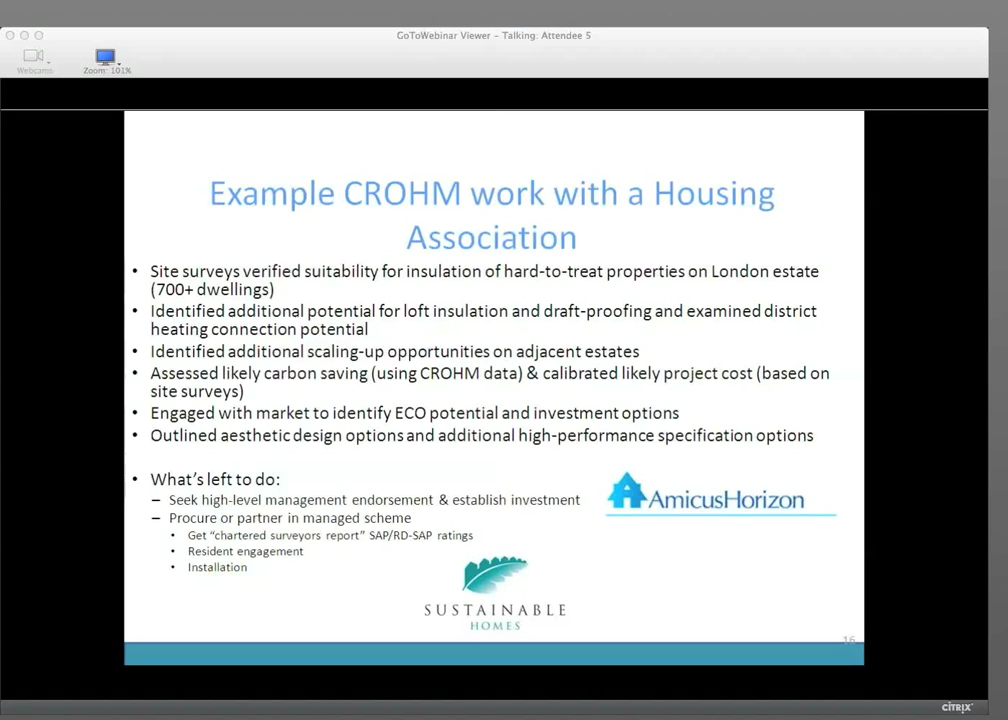 GoToWebinar Viewer – Talking: Attendee 5
Webcams
Zoom: 101%
Example CROHM work with a Housing
Association
• Site surveys verified suitability for insulation of hard-to-treat properties on London estate
(700+ dwellings)
• Identified additional potential for loft insulation and draft-proofing and examined district
heating connection potential
• Identified additional scaling-up opportunities on adjacent estates
• Assessed likely carbon saving (using CROHM data) & calibrated likely project cost (based on
site surveys)
• Engaged with market to identify ECO potential and investment options
• Outlined aesthetic design options and additional high-performance specification options
• What's left to do:
– Seek high-level management endorsement & establish investment
– Procure or partner in managed scheme
• Get "chartered surveyors report" SAP/RD-SAP ratings
• Resident engagement
• Installation
AmicusHorizon
SUSTAINABLE
HOMES
16
CİTRIX